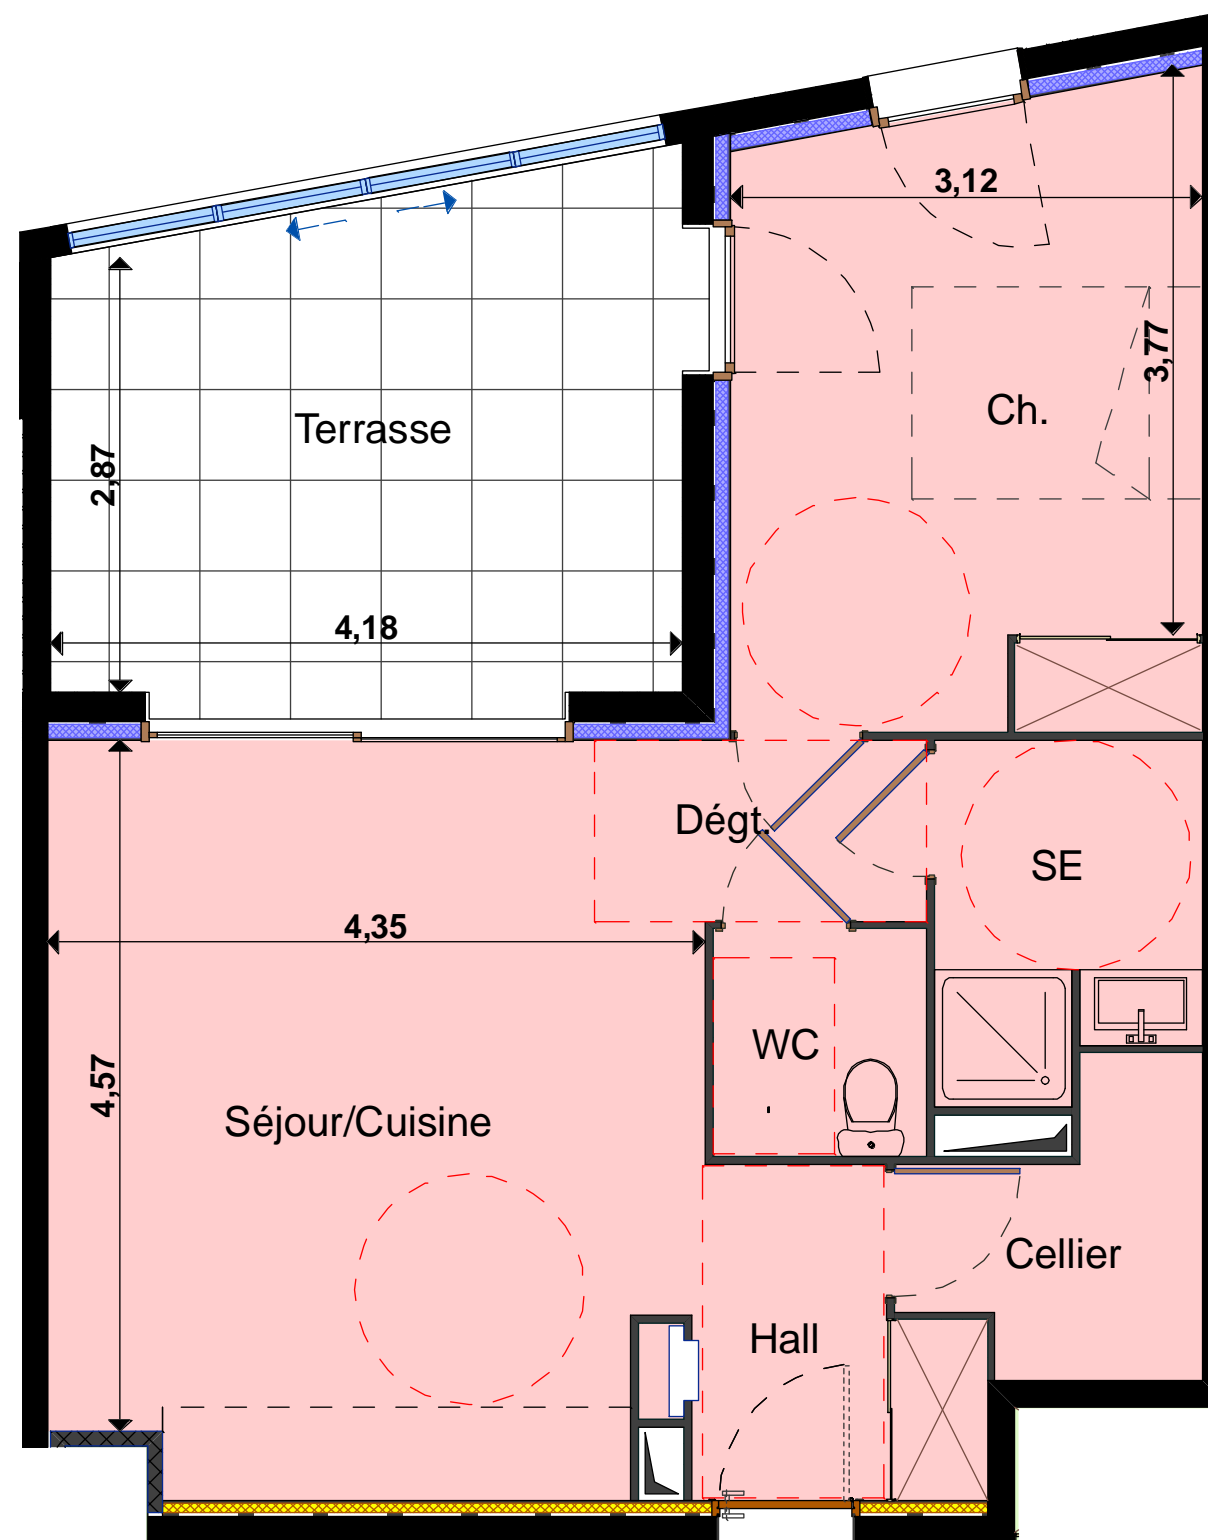 3,12
3,77
Ch.
Terrasse
2,87
4,18
Dégt.
SE
4,35
WC
4,57
Séjour/Cuisine
Cellier
Hall